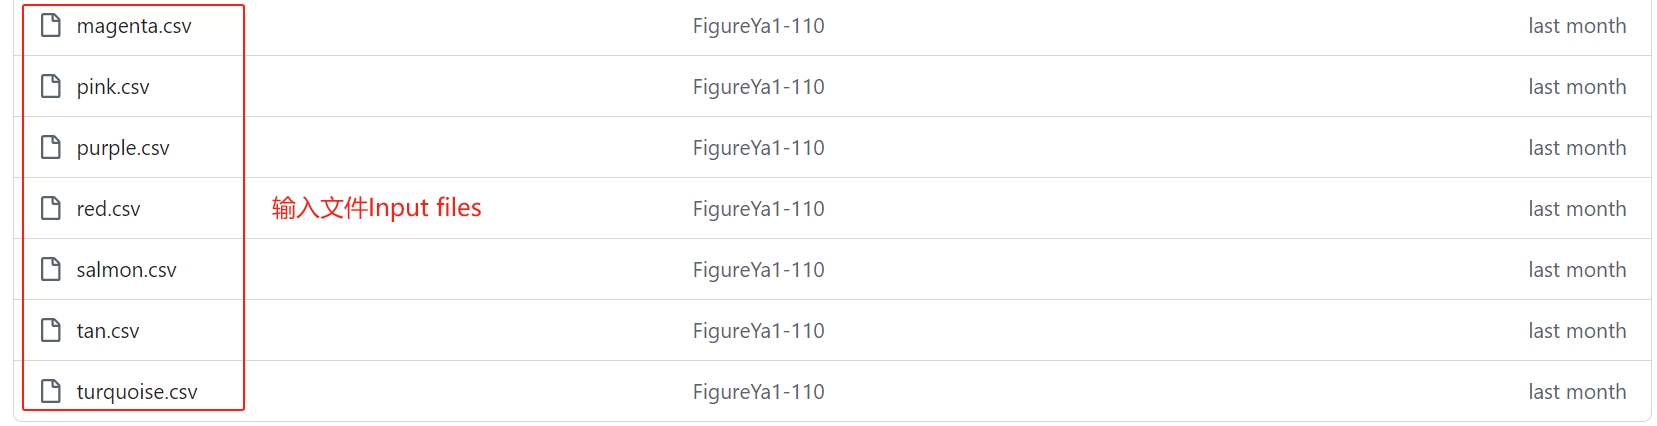 magenta.csv FigureYa1-110 last month
pink.csv FigureYa1-110 last month
purple.csv FigureYa1-110 last month
red.csv 输入文件Input files FigureYa1-110 last month
salmon.csv FigureYa1-110 last month
tan.csv FigureYa1-110 last month
turquoise.csv FigureYa1-110 last month